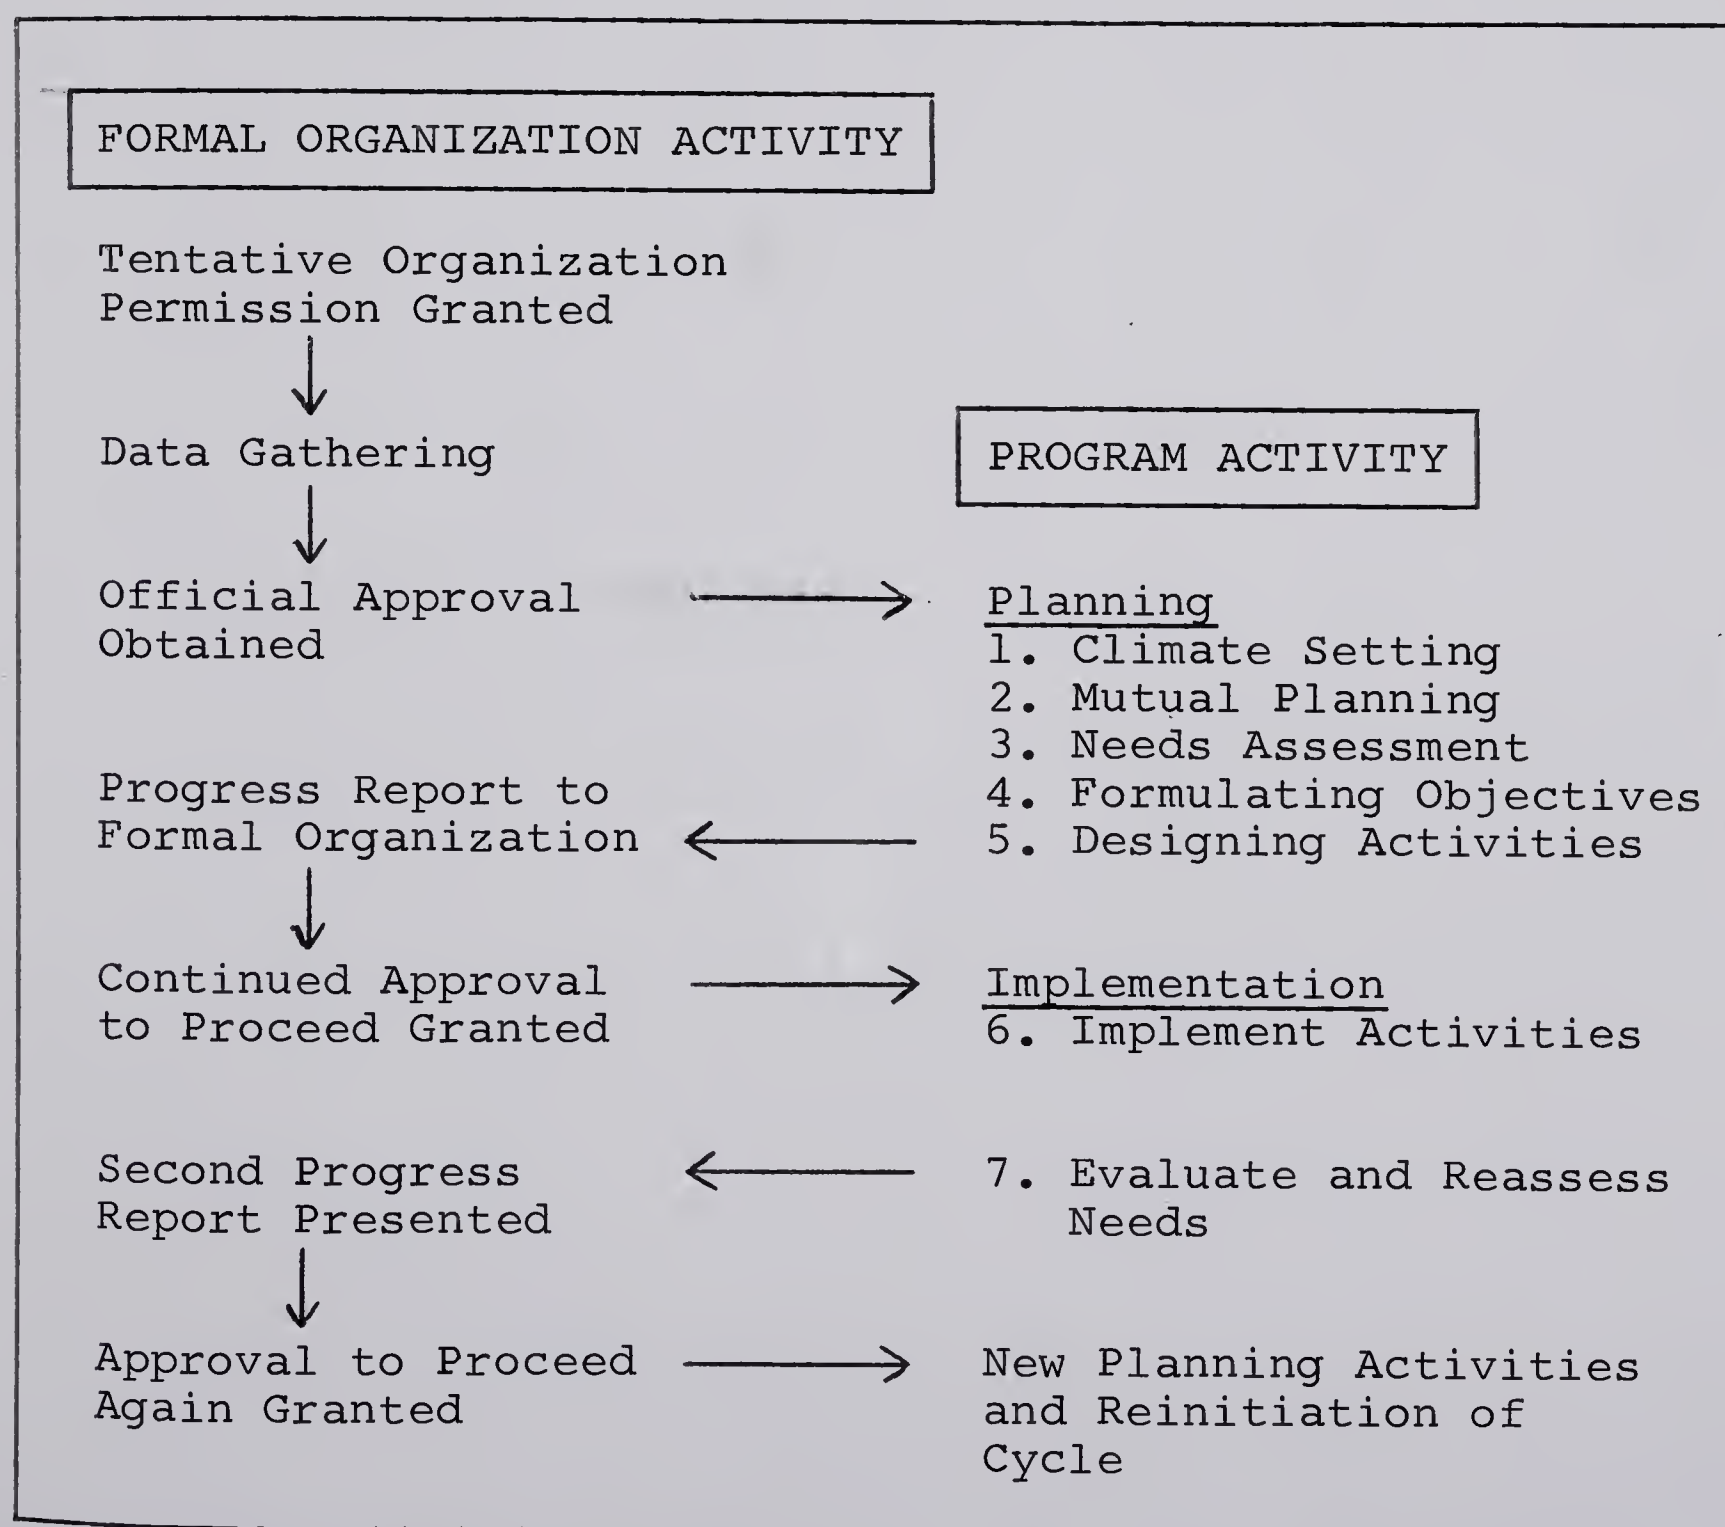 FORMAL ORGANIZATION ACTIVITY
Tentative Organization
Permission Granted
Data Gathering
PROGRAM ACTIVITY
Official Approval
Obtained
Planning
1. Climate Setting
2. Mutual Planning
3. Needs Assessment
4. Formulating Objectives
5. Designing Activities
Progress Report to
Formal Organization
Continued Approval
to Proceed Granted
Implementation
6. Implement Activities
Second Progress
Report Presented
7. Evaluate and Reassess
Needs
Approval to Proceed
Again Granted
New Planning Activities
and Reinitiation of
Cycle